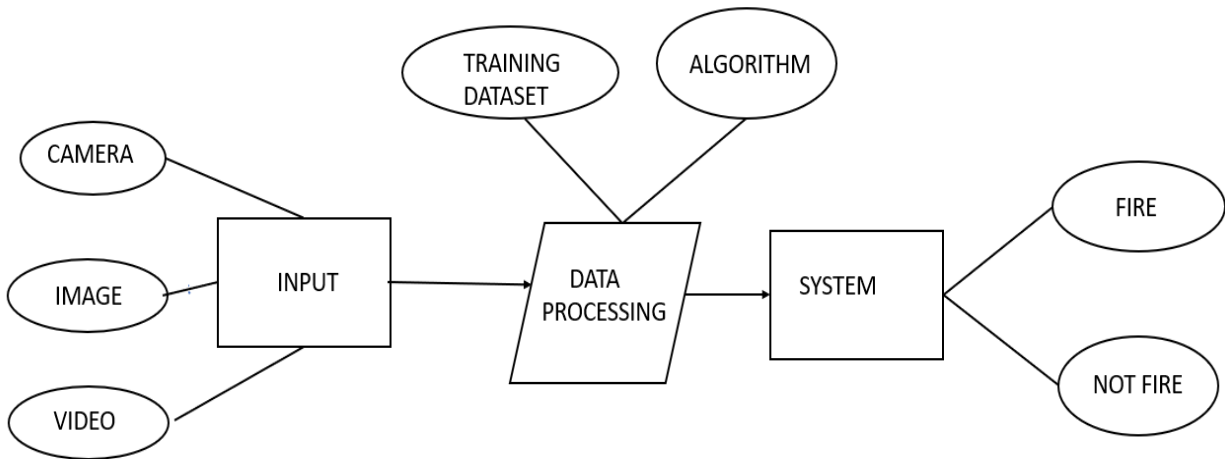 TRAINING
DATASET
ALGORITHM
CAMERA
IMAGE
VIDEO
INPUT
DATA
PROCESSING
SYSTEM
FIRE
NOT FIRE